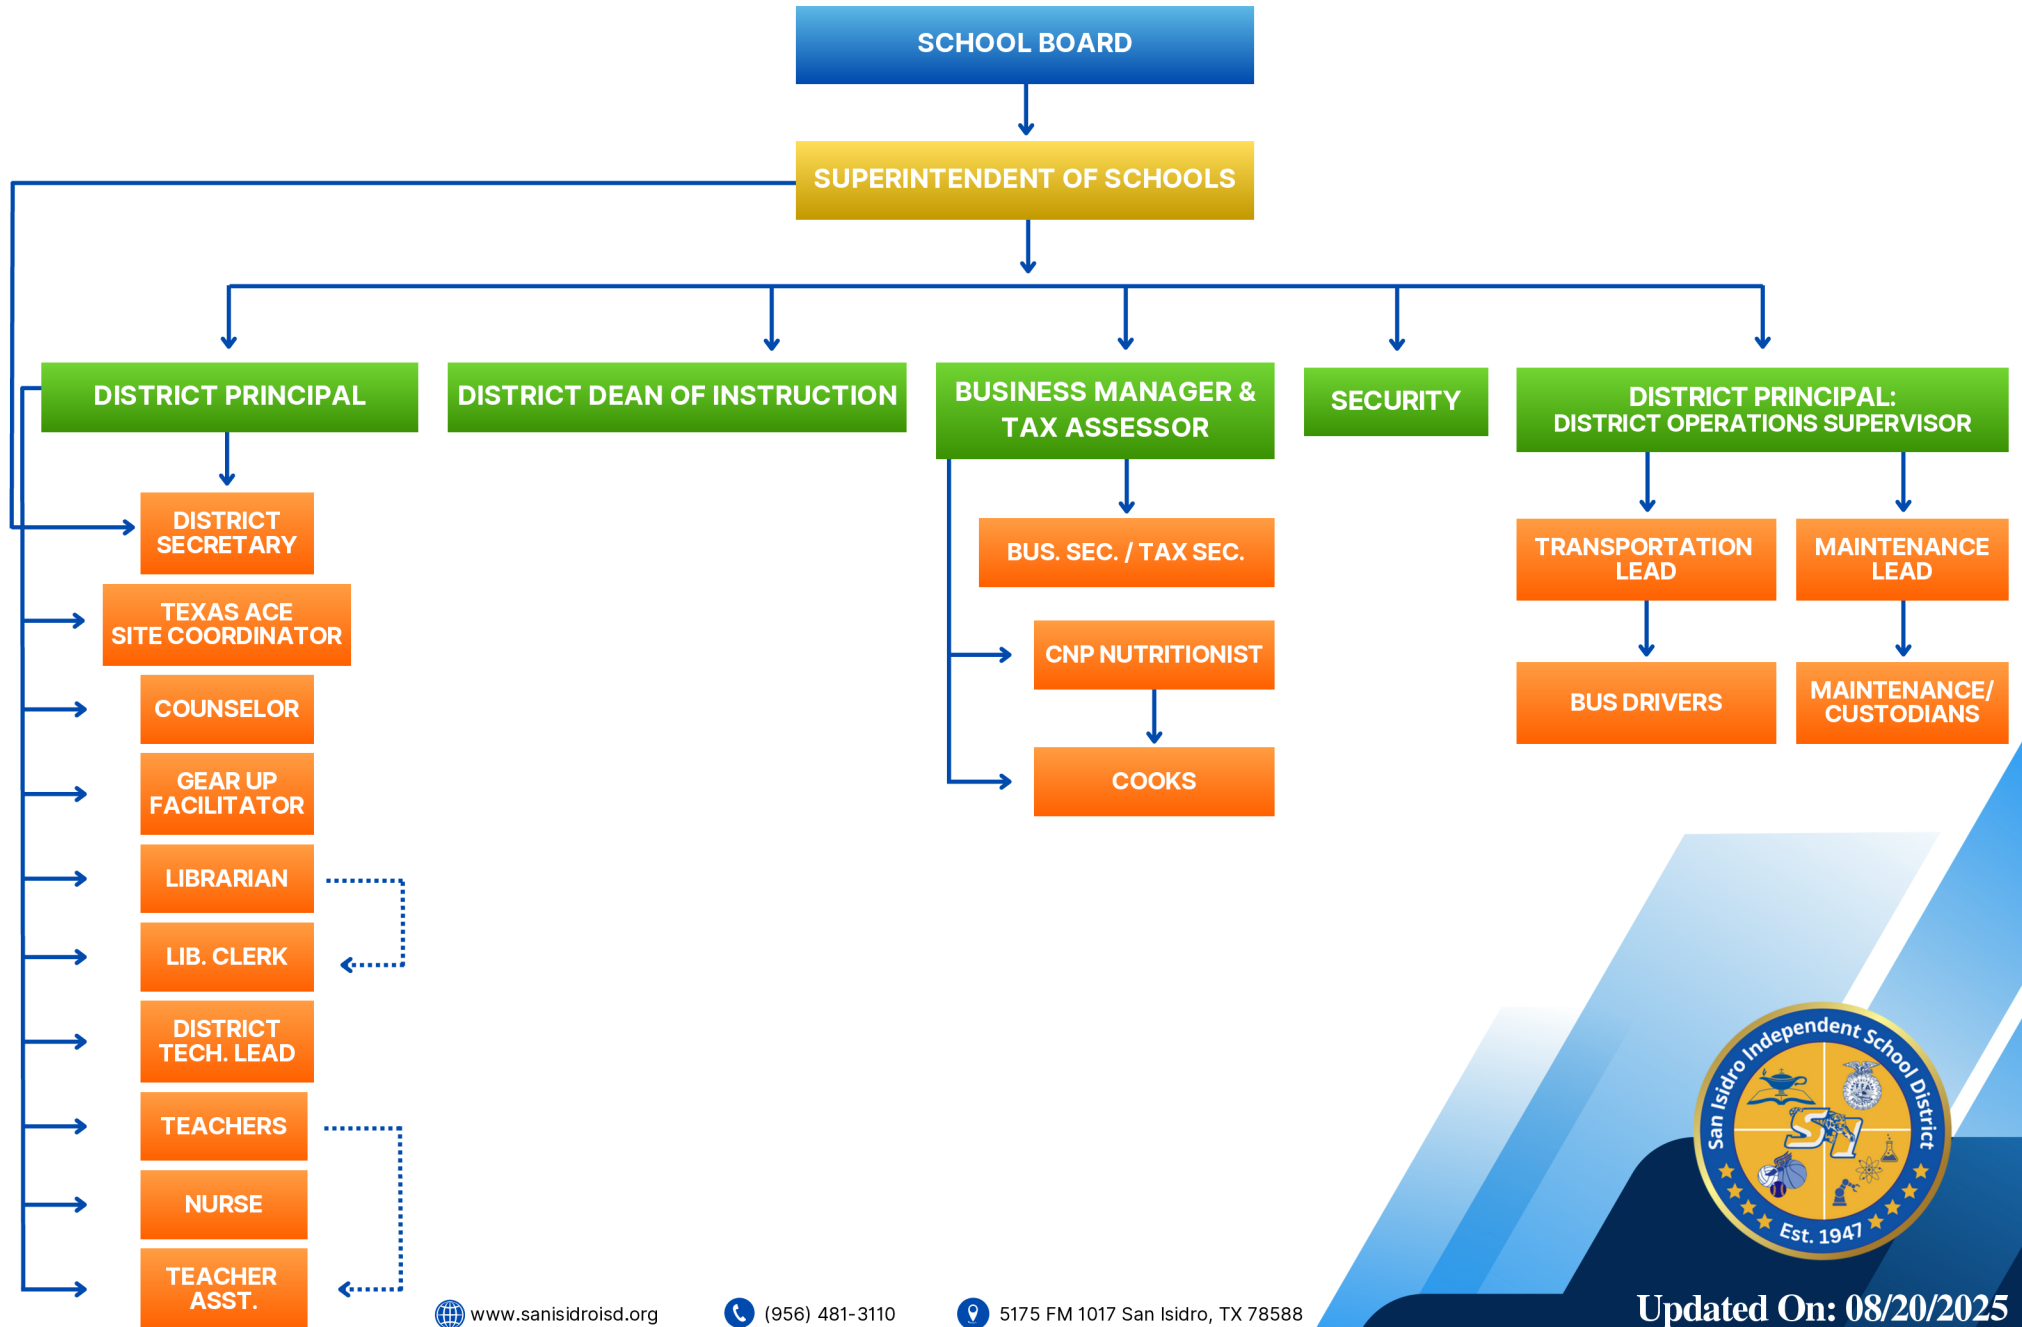 SCHOOL BOARD
SUPERINTENDENT OF SCHOOLS
DISTRICT PRINCIPAL
DISTRICT DEAN OF INSTRUCTION
BUSINESS MANAGER &
TAX ASSESSOR
SECURITY
DISTRICT PRINCIPAL:
DISTRICT OPERATIONS SUPERVISOR
DISTRICT
SECRETARY
TEXAS ACE
SITE COORDINATOR
COUNSELOR
GEAR UP
FACILITATOR
LIBRARIAN
LIB. CLERK
DISTRICT
TECH. LEAD
TEACHERS
NURSE
TEACHER
ASST.
BUS. SEC. / TAX SEC.
CNP NUTRITIONIST
COOKS
TRANSPORTATION
LEAD
BUS DRIVERS
MAINTENANCE
LEAD
MAINTENANCE/
CUSTODIANS
San Isidro Independent School District
FFA
SI
Est. 1947
www.sanisidroisd.org
(956) 481-3110
5175 FM 1017 San Isidro, TX 78588
Updated On: 08/20/2025